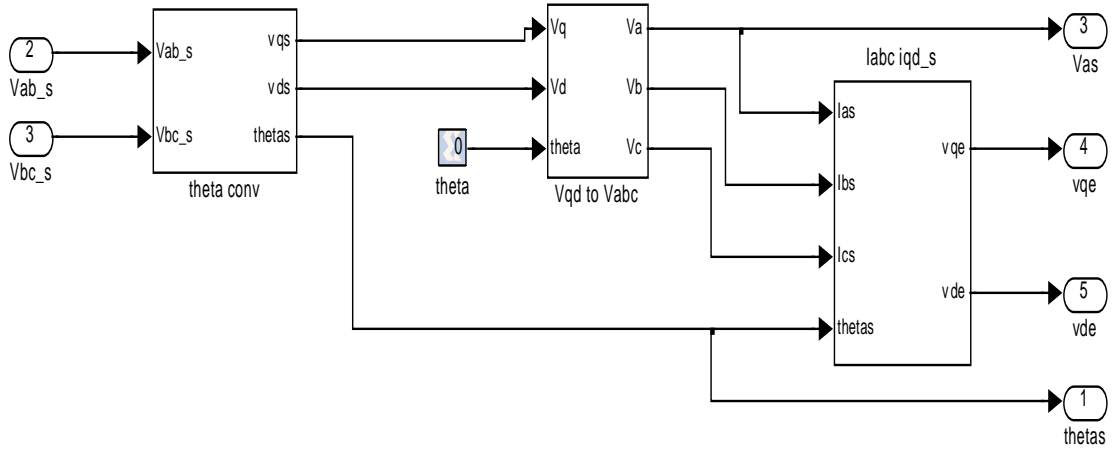 2
Vab_s
3
Vbc_s
Vab_s
Vbc_s
vqs
vds
thetas
theta conv
0
theta
Vq
Vd
theta
Va
Vb
Vc
Vqd to Vabc
Iabc iqd_s
Ias
Ibs
Ics
thetas
vqe
vde
3
Vas
4
vqe
5
vde
1
thetas